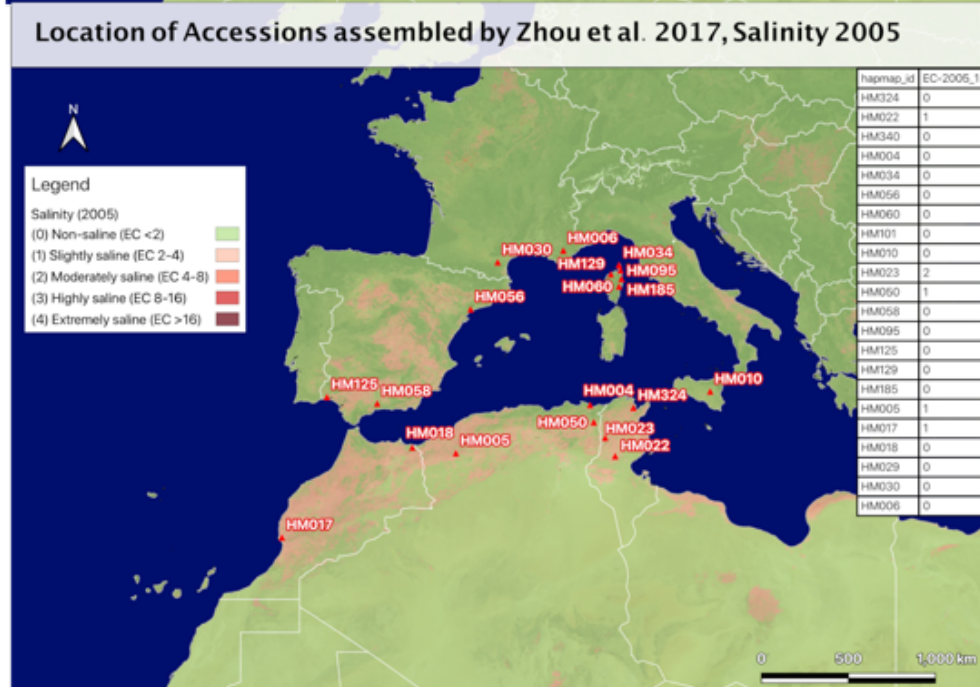 Location of Accessions assembled by Zhou et al. 2017, Salinity 2005
N
Legend
Salinity (2005)
(0) Non-saline (EC <2)
(1) Slightly saline (EC 2-4)
(2) Moderately saline (EC 4-8)
(3) Highly saline (EC 8-16)
(4) Extremely saline (EC >16)
HM006
HM030
HM034
HM129
HM095
HM060
HM185
HM056
HM125
HM058
HM004
HM324
HM010
HM050
HM023
HM018
HM005
HM022
HM017
hapmap_id EC-2005_1
HM324 0
HM022 1
HM340 0
HM004 0
HM034 0
HM056 0
HM060 0
HM101 0
HM010 0
HM023 2
HM050 1
HM058 0
HM095 0
HM125 0
HM129 0
HM185 0
HM005 1
HM017 1
HM018 0
HM029 0
HM030 0
HM006 0
0 500 1,000 km